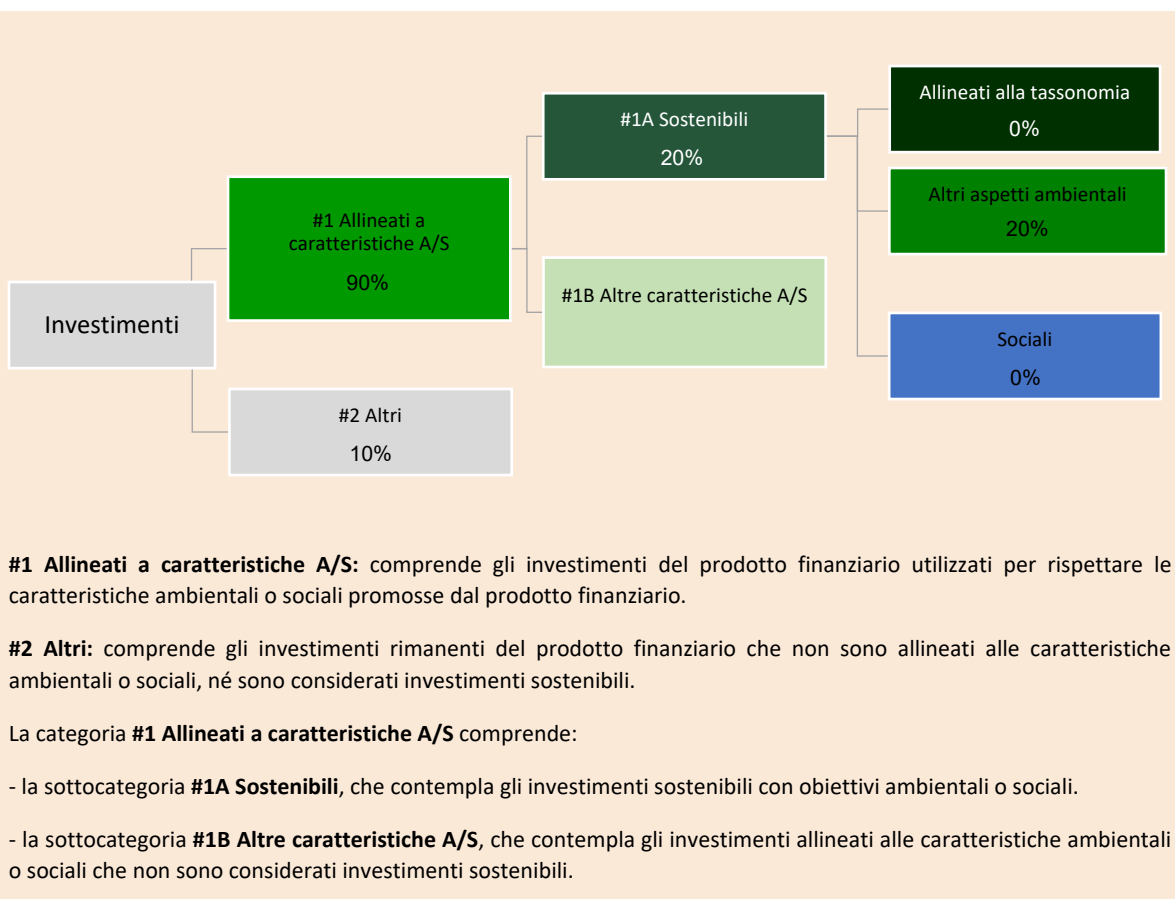 Allineati alla tassonomia
0%
#1A Sostenibili
20%
Altri aspetti ambientali
20%
#1 Allineati a
caratteristiche A/S
90%
#1B Altre caratteristiche A/S
Investimenti
Sociali
0%
#2 Altri
10%
#1 Allineati a caratteristiche A/S: comprende gli investimenti del prodotto finanziario utilizzati per rispettare le
caratteristiche ambientali o sociali promosse dal prodotto finanziario.
#2 Altri: comprende gli investimenti rimanenti del prodotto finanziario che non sono allineati alle caratteristiche
ambientali o sociali, né sono considerati investimenti sostenibili.
La categoria #1 Allineati a caratteristiche A/S comprende:
- la sottocategoria #1A Sostenibili, che contempla gli investimenti sostenibili con obiettivi ambientali o sociali.
- la sottocategoria #1B Altre caratteristiche A/S, che contempla gli investimenti allineati alle caratteristiche ambientali
o sociali che non sono considerati investimenti sostenibili.